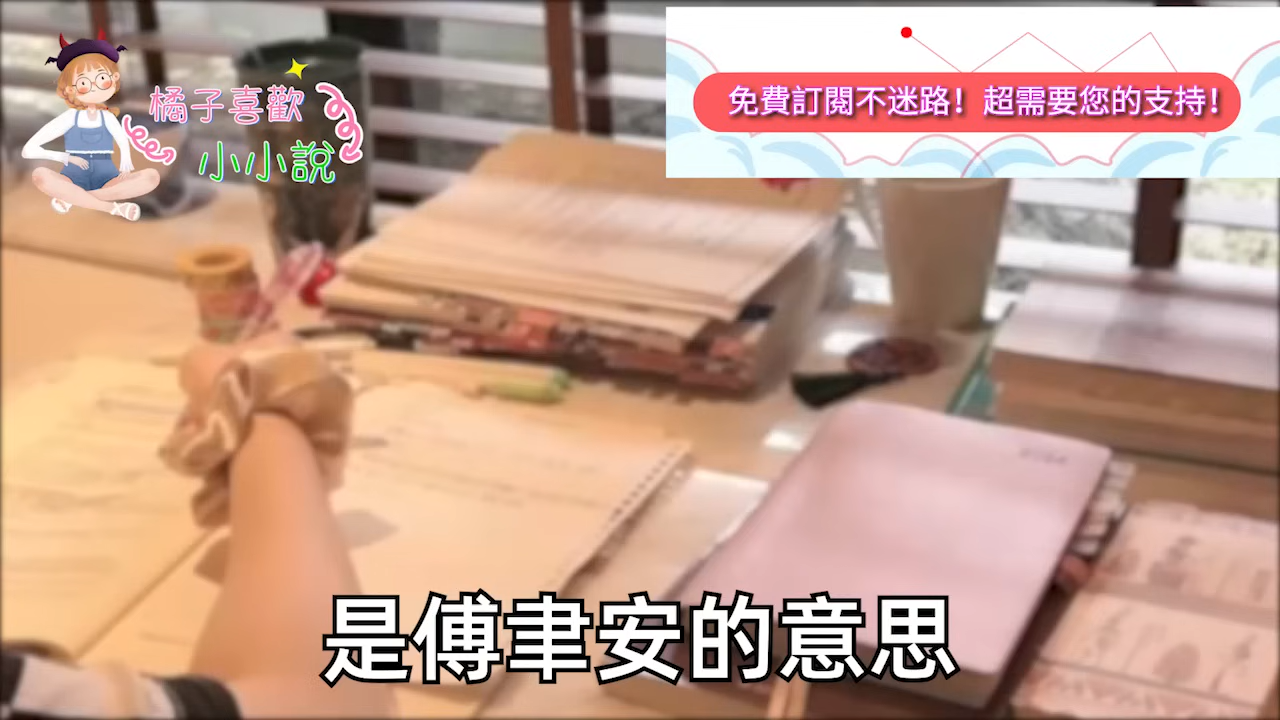 橘子喜歡
小小說
免費訂閱不迷路！超需要您的支持！
是傅聿安的意思